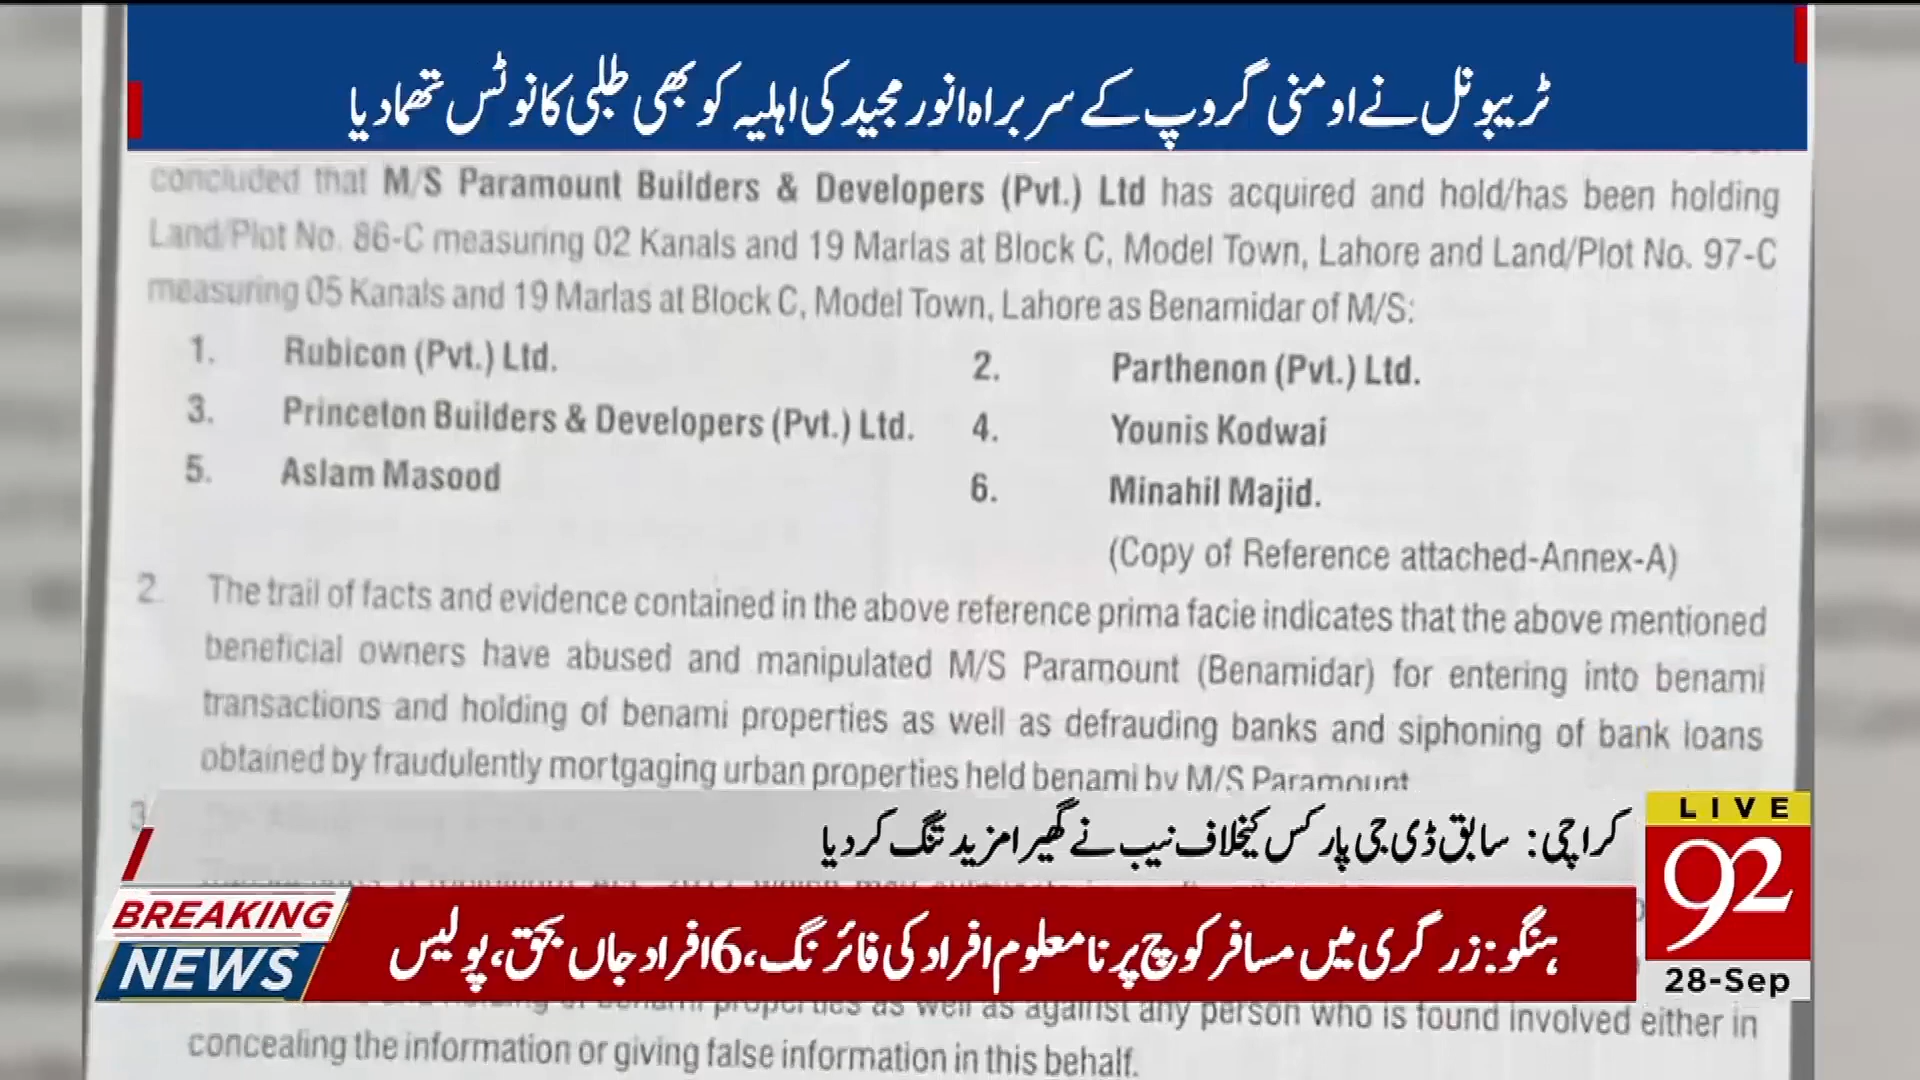 ٹریبونل نے اومنی گروپ کے سربراہ انور مجید کی اہلیہ کو بھی طلبی کا نوٹس تھمادیا
concluded that M/S Paramount Builders & Developers (Pvt.) Ltd has acquired and hold/has been holding
Land/Plot No. 86-C measuring 02 Kanals and 19 Marlas at Block C, Model Town, Lahore and Land/Plot No. 97-C
measuring 05 Kanals and 19 Marlas at Block C, Model Town, Lahore as Benamidar of M/S:
1. Rubicon (Pvt.) Ltd. 2. Parthenon (Pvt.) Ltd.
3. Princeton Builders & Developers (Pvt.) Ltd. 4. Younis Kodwai
5. Aslam Masood 6. Minahil Majid.
(Copy of Reference attached-Annex-A)
2. The trail of facts and evidence contained in the above reference prima facie indicates that the above mentioned
beneficial owners have abused and manipulated M/S Paramount (Benamidar) for entering into benami
transactions and holding of benami properties as well as defrauding banks and siphoning of bank loans
obtained by fraudulently mortgaging urban properties held benami by M/S Paramount
3
کراچی: سابق ڈی جی پارکس کیخلاف نیب نے گھیرا مزید تنگ کر دیا
LIVE
92
28-Sep
BREAKING
NEWS
ہنگو: زرگری میں مسافر کوچ پر نامعلوم افراد کی فائرنگ، 6 افراد جاں بحق، پولیس
of benami properties as well as against any person who is found involved either in
concealing the information or giving false information in this behalf.